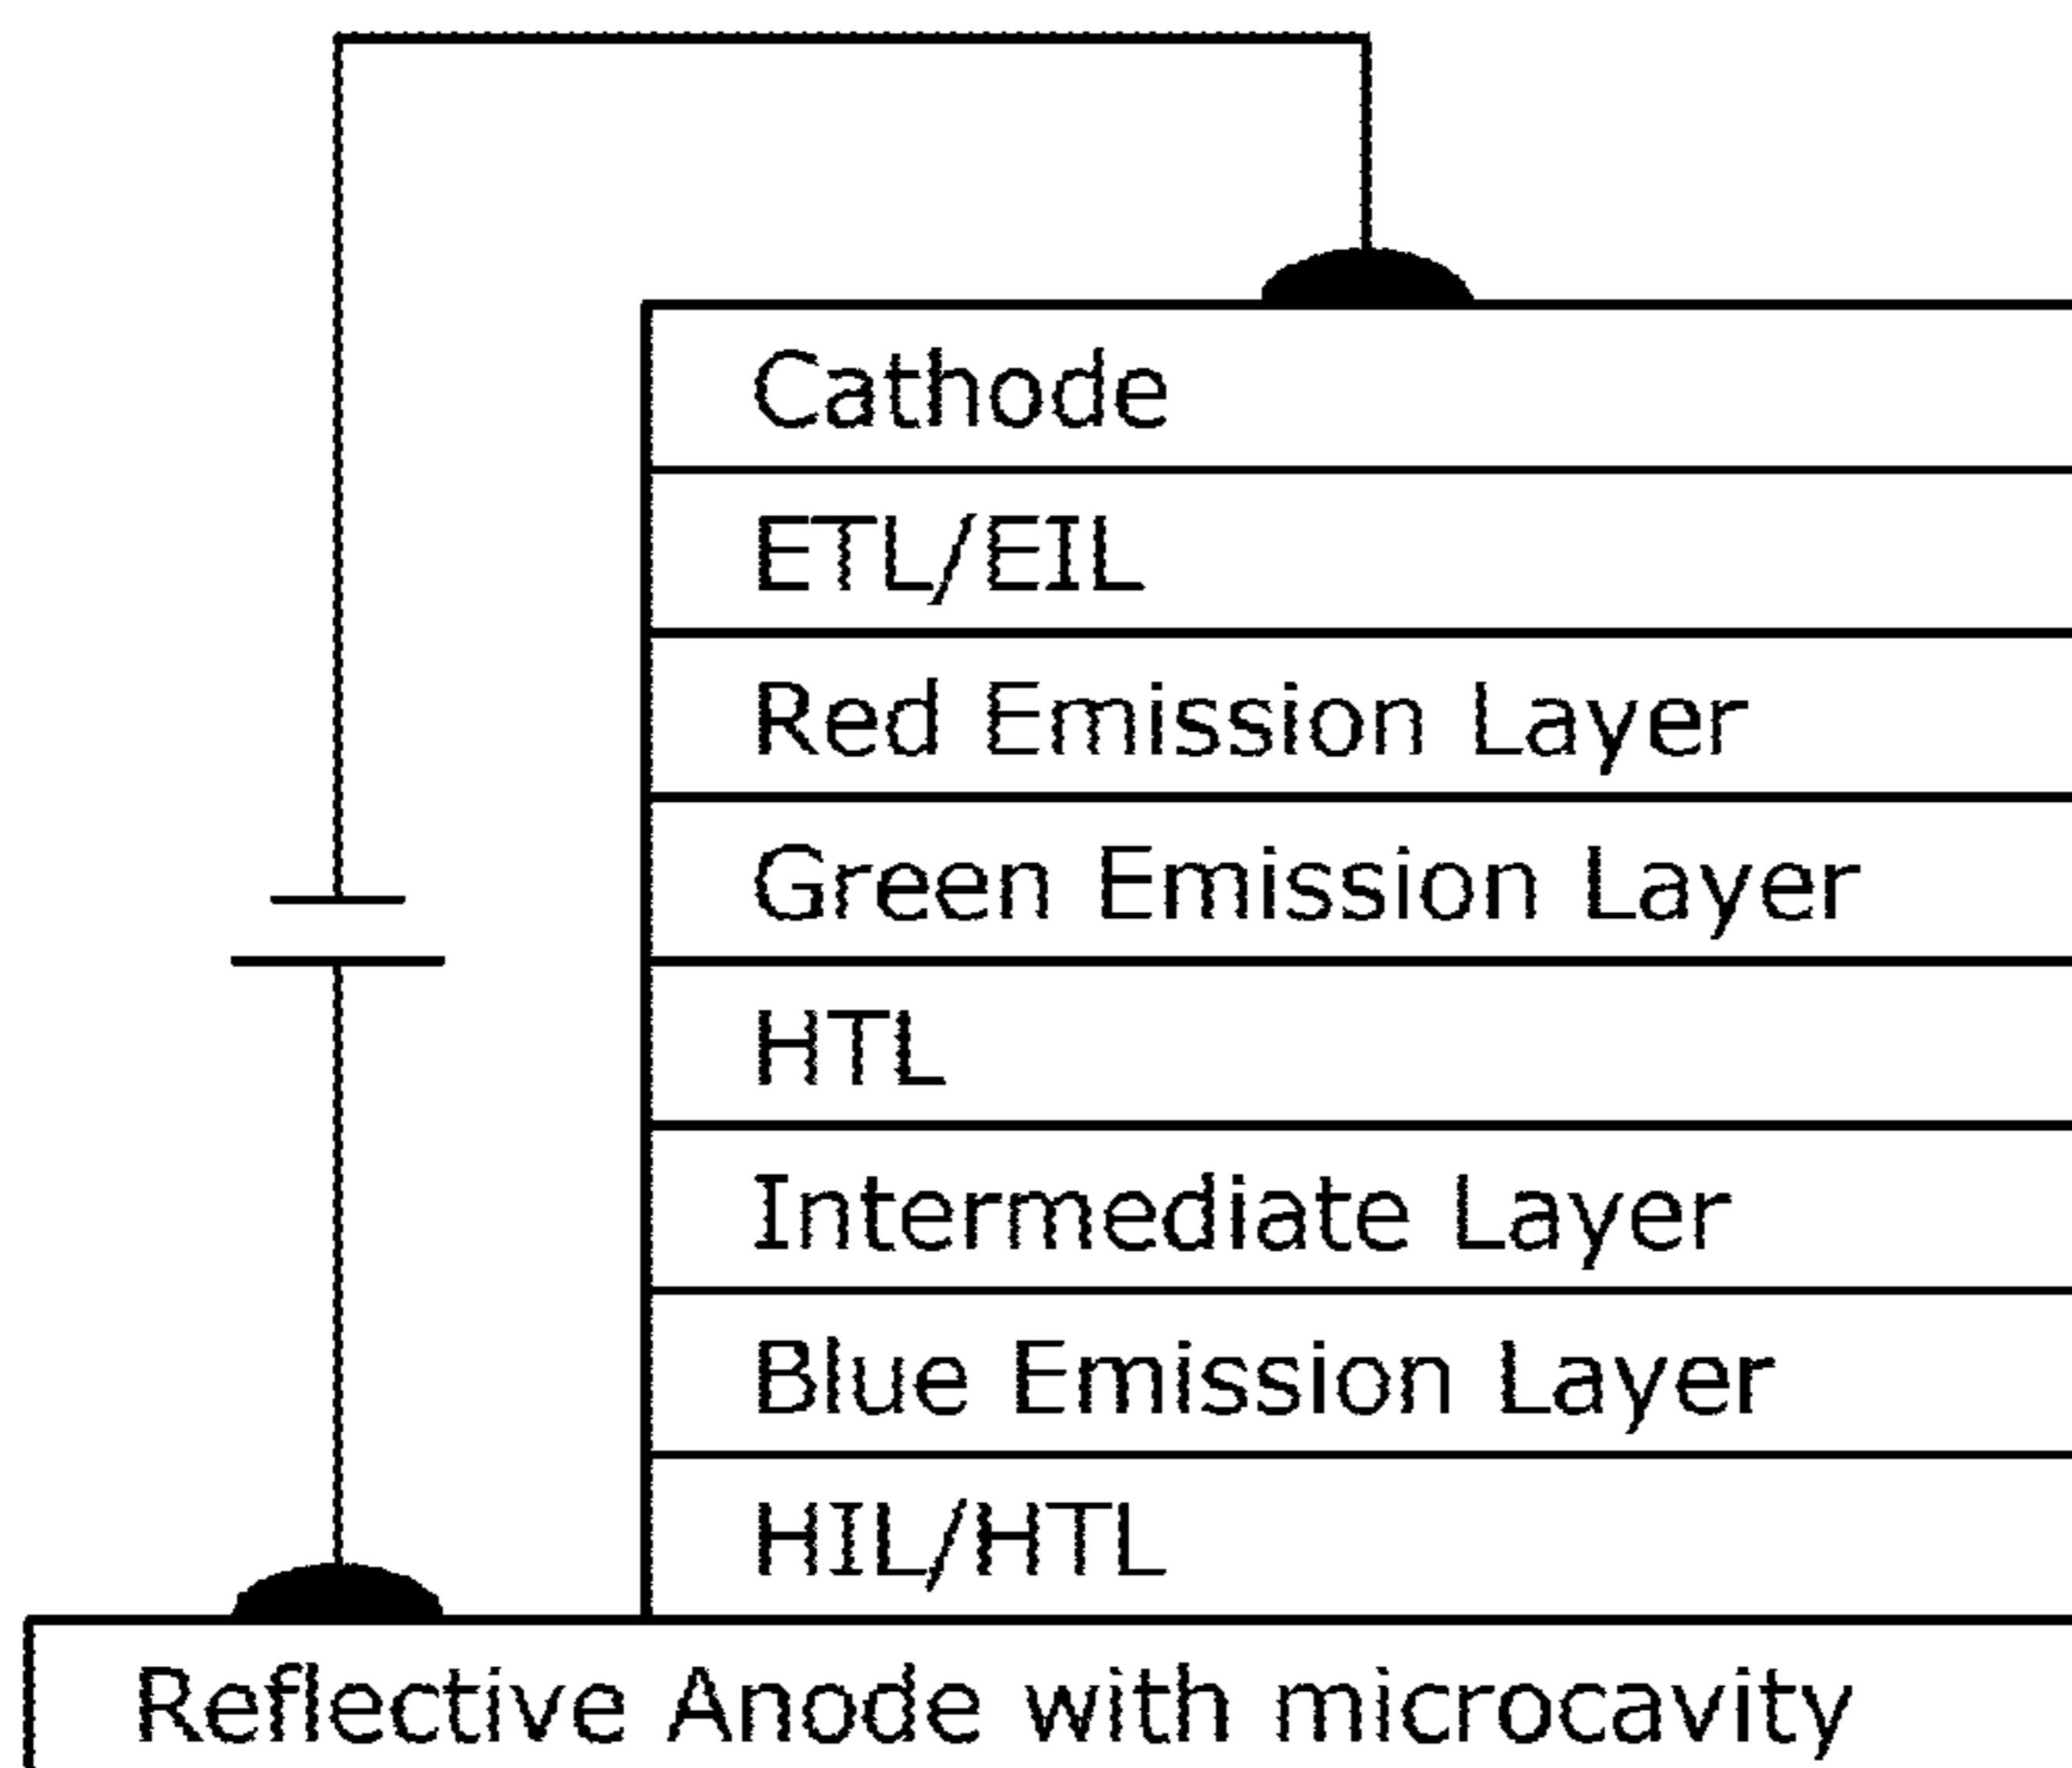 Cathode
ETL/EIL
Red Emission Layer
Green Emission Layer
HTL
Intermediate Layer
Blue Emission Layer
HIL/HTL
Reflective Anode with microcavity